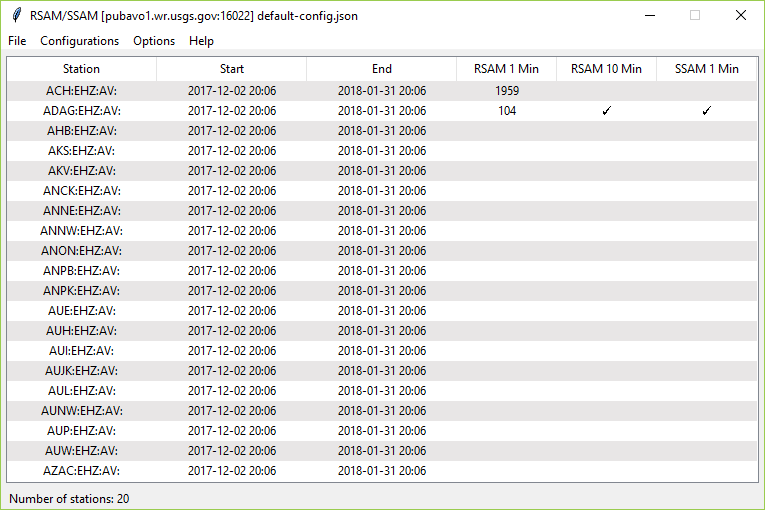 RSAM/SSAM [pubavo1.wr.usgs.gov:16022] default-config.json
File Configurations Options Help
Station Start End RSAM 1 Min RSAM 10 Min SSAM 1 Min
ACH:EHZ:AV: 2017-12-02 20:06 2018-01-31 20:06 1959
ADAG:EHZ:AV: 2017-12-02 20:06 2018-01-31 20:06 104 ✓ ✓
AHB:EHZ:AV: 2017-12-02 20:06 2018-01-31 20:06
AKS:EHZ:AV: 2017-12-02 20:06 2018-01-31 20:06
AKV:EHZ:AV: 2017-12-02 20:06 2018-01-31 20:06
ANCK:EHZ:AV: 2017-12-02 20:06 2018-01-31 20:06
ANNE:EHZ:AV: 2017-12-02 20:06 2018-01-31 20:06
ANNW:EHZ:AV: 2017-12-02 20:06 2018-01-31 20:06
ANON:EHZ:AV: 2017-12-02 20:06 2018-01-31 20:06
ANPB:EHZ:AV: 2017-12-02 20:06 2018-01-31 20:06
ANPK:EHZ:AV: 2017-12-02 20:06 2018-01-31 20:06
AUE:EHZ:AV: 2017-12-02 20:06 2018-01-31 20:06
AUH:EHZ:AV: 2017-12-02 20:06 2018-01-31 20:06
AUI:EHZ:AV: 2017-12-02 20:06 2018-01-31 20:06
AUJK:EHZ:AV: 2017-12-02 20:06 2018-01-31 20:06
AUL:EHZ:AV: 2017-12-02 20:06 2018-01-31 20:06
AUNW:EHZ:AV: 2017-12-02 20:06 2018-01-31 20:06
AUP:EHZ:AV: 2017-12-02 20:06 2018-01-31 20:06
AUW:EHZ:AV: 2017-12-02 20:06 2018-01-31 20:06
AZAC:EHZ:AV: 2017-12-02 20:06 2018-01-31 20:06
Number of stations: 20